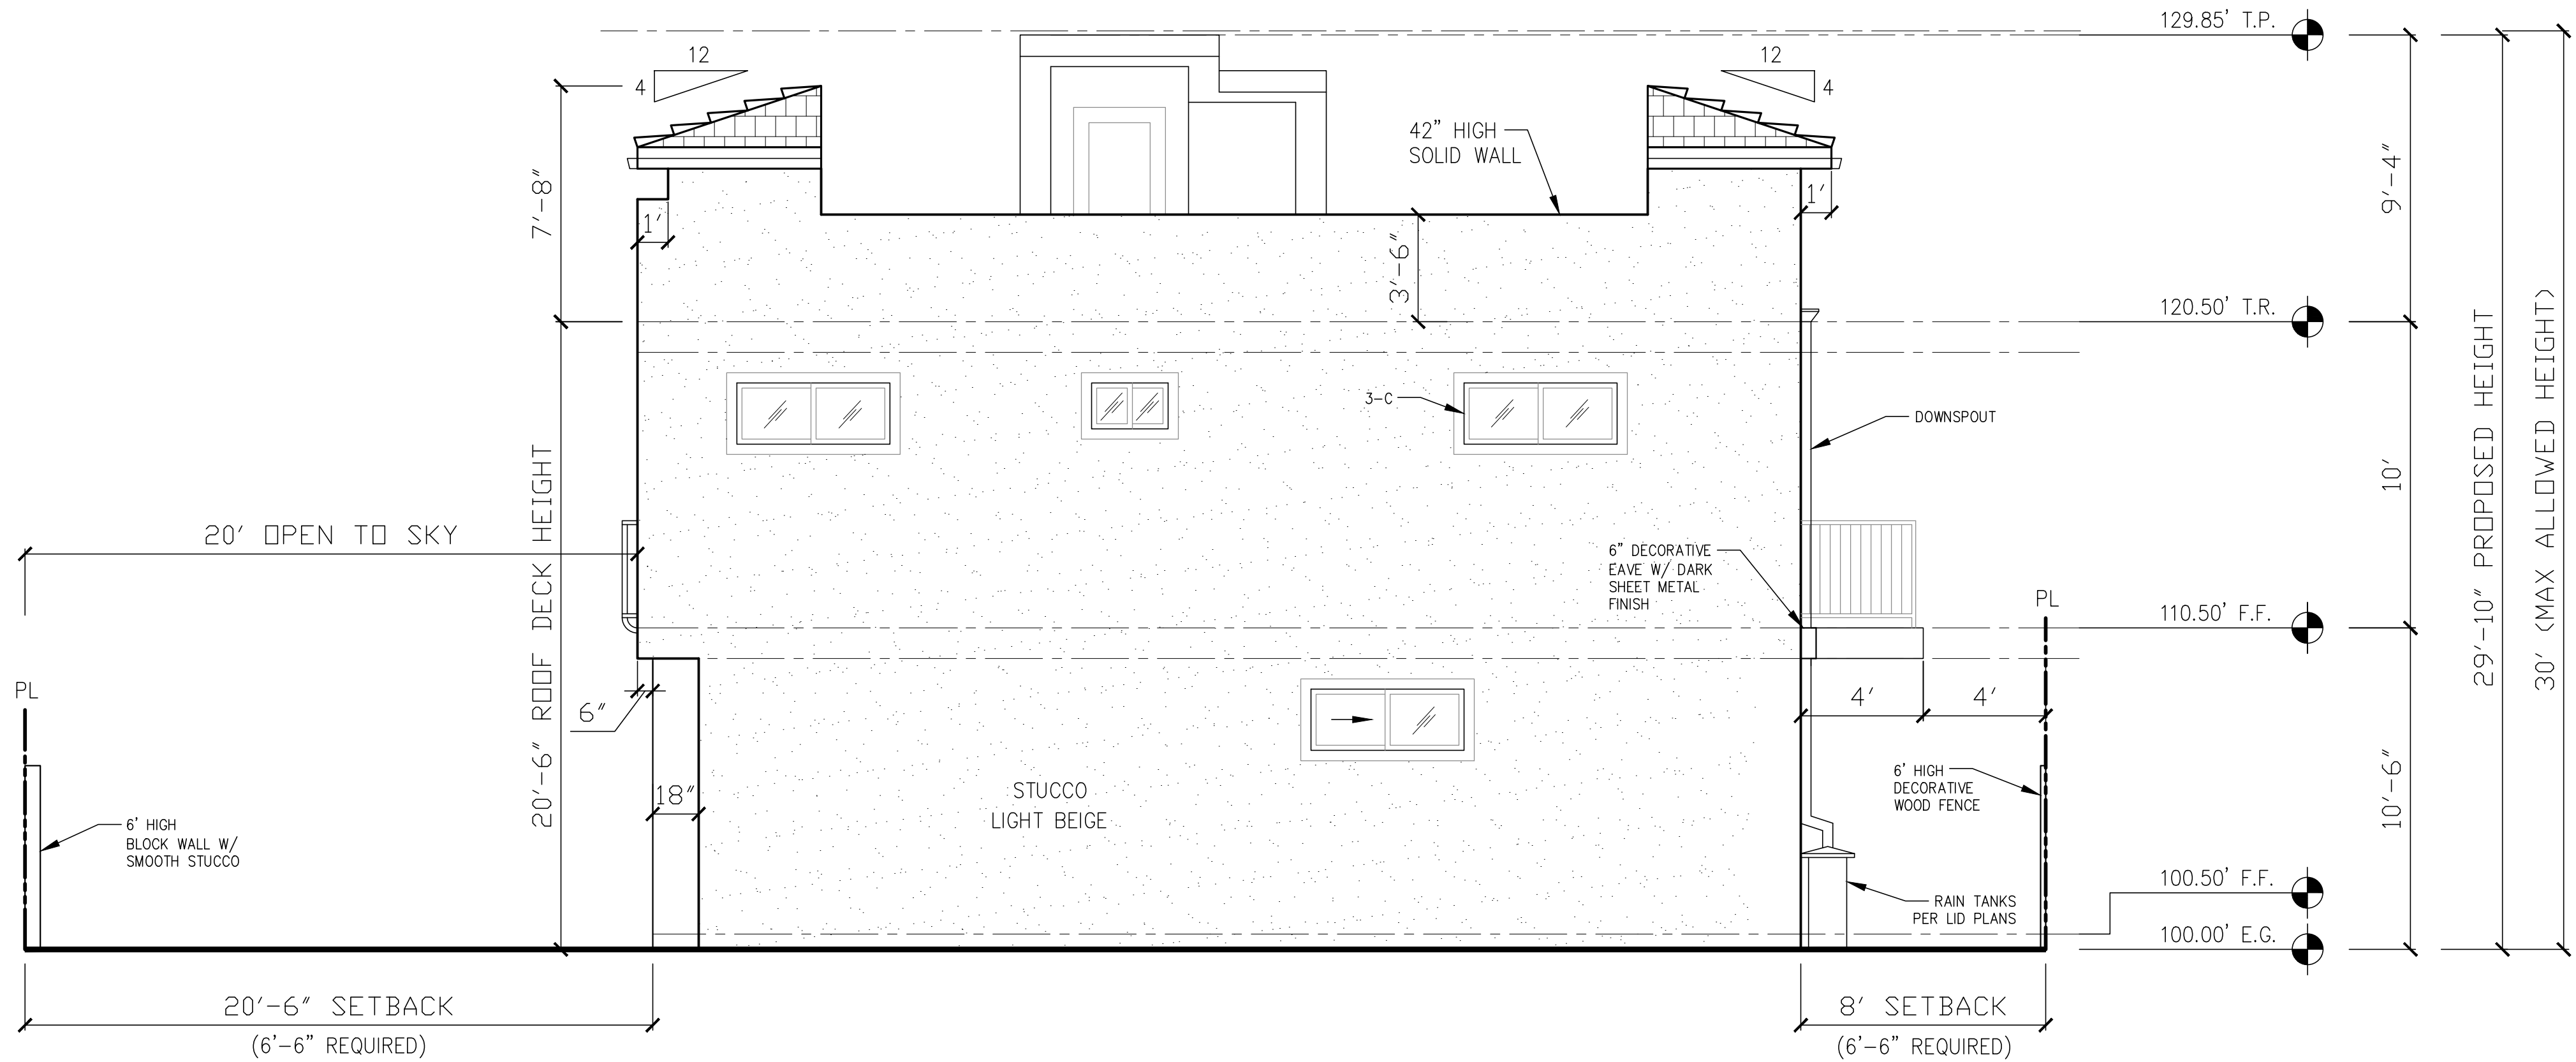 129.85' T.P.
12
4
12
4
42" HIGH
SOLID WALL
7'-8"
1'
1'
3'-6"
9'-4"
120.50' T.R.
3-C
DOWNSPOUT
20' OPEN TO SKY
20'-6" ROOF DECK HEIGHT
10'
29'-10" PROPOSED HEIGHT
30' (MAX ALLOWED HEIGHT)
6" DECORATIVE
EAVE W/ DARK
SHEET METAL
FINISH
PL
110.50' F.F.
PL
6"
4'
4'
18"
STUCCO
LIGHT BEIGE
6' HIGH
DECORATIVE
WOOD FENCE
10'-6"
6' HIGH
BLOCK WALL W/
SMOOTH STUCCO
100.50' F.F.
RAIN TANKS
PER LID PLANS
100.00' E.G.
20'-6" SETBACK
(6'-6" REQUIRED)
8' SETBACK
(6'-6" REQUIRED)